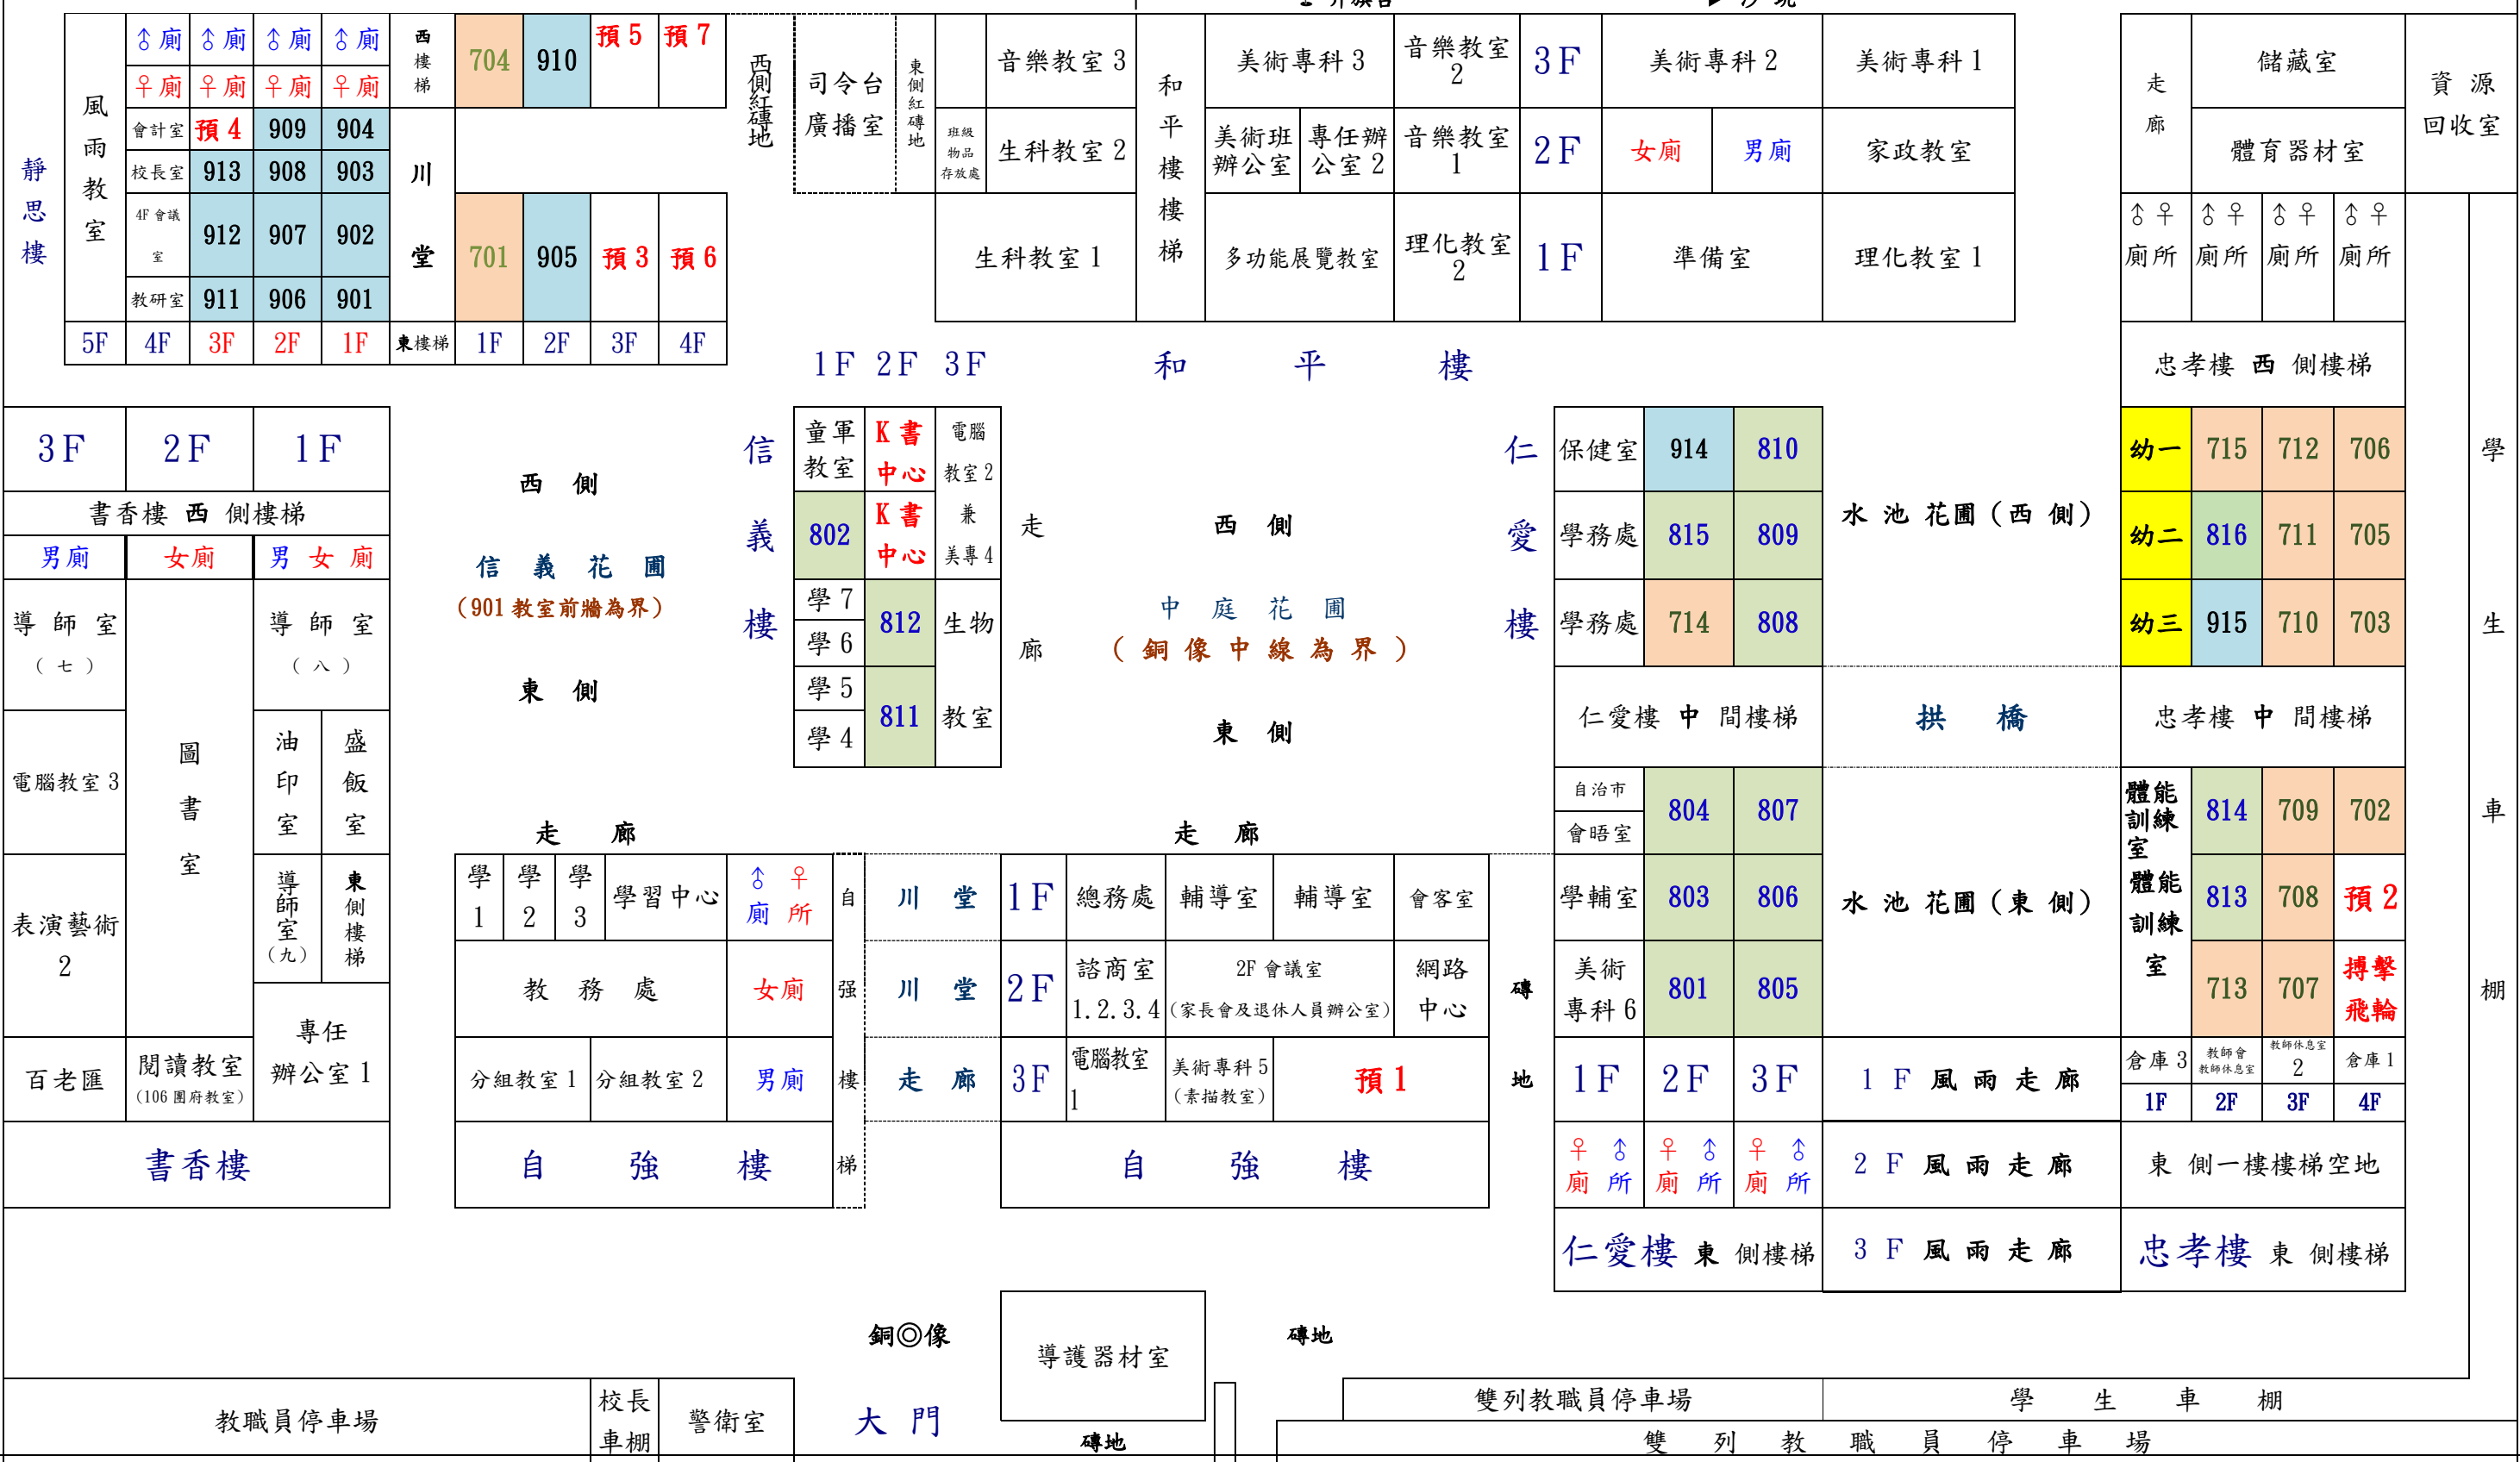 ♂廁 ♂廁 ♂廁 ♂廁 西樓梯 704 910 預5 預7 西側紅磚地 司令台廣播室 東側紅磚地 音樂教室3 和平樓樓梯 美術專科3 音樂教室2 3F 美術專科2 美術專科1 走廊 儲藏室 資源回收室
♀廁 ♀廁 ♀廁 ♀廁
靜思樓 風雨教室 會計室 預4 909 904 川堂 班級物品存放處 生科教室2 美術班辦公室 專任辦公室2 音樂教室1 2F 女廁 男廁 家政教室 體育器材室
校長室 913 908 903
4F會議室 912 907 902 701 905 預3 預6 生科教室1 多功能展覽教室 理化教室2 1F 準備室 理化教室1 ♂♀廁所 ♂♀廁所 ♂♀廁所 ♂♀廁所
教研室 911 906 901
5F 4F 3F 2F 1F 東樓梯 1F 2F 3F 4F
1F 2F 3F 和平樓 忠孝樓 西 側樓梯
3F 2F 1F
書香樓 西 側樓梯
男廁 女廁 男女廁
導師室(七) 圖書室 導師室(八)
電腦教室3 油印室 盛飯室
表演藝術2 導師室(九) 東側樓梯
百老匯 閱讀教室(106團府教室) 專任辦公室1
書香樓
西側
信義花圃
(901教室前牆為界)
東側
走廊
信義樓
童軍教室 K書中心 電腦教室2兼美專4
802 K書中心
學7 812 生物教室
學6
學5 811
學4
走廊
西側
中庭花圃
(銅像中線為界)
東側
走廊
仁愛樓
保健室 914 810
學務處 815 809
學務處 714 808
仁愛樓 中 間樓梯
自治市會晤室 804 807
學輔室 803 806
美術專科6 801 805
1F 2F 3F
♀♂廁所 ♀♂廁所 ♀♂廁所
仁愛樓 東 側樓梯
水池花圃(西側)
拱橋
水池花圃(東側)
1F風雨走廊
2F風雨走廊
3F風雨走廊
幼一 715 712 706
幼二 816 711 705
幼三 915 710 703
忠孝樓 中 間樓梯
體能訓練室 814 709 702
體能訓練室 813 708 預2
713 707 搏擊飛輪
倉庫3 教師會教師休息室 教師休息室2 倉庫1
1F 2F 3F 4F
東側一樓樓梯空地
忠孝樓 東 側樓梯
學生車棚
學1 學2 學3 學習中心 ♂♀廁所 自强樓梯 川堂 1F 總務處 輔導室 輔導室 會客室 磚地
教務處 女廁 川堂 2F 諮商室1.2.3.4 2F會議室(家長會及退休人員辦公室) 網路中心
分組教室1 分組教室2 男廁 走廊 3F 電腦教室1 美術專科5(素描教室) 預1
自強樓 自強樓
銅◎像 導護器材室 磚地
教職員停車場 校長車棚 警衛室 大門 磚地 雙列教職員停車場 學生車棚
雙列教職員停車場